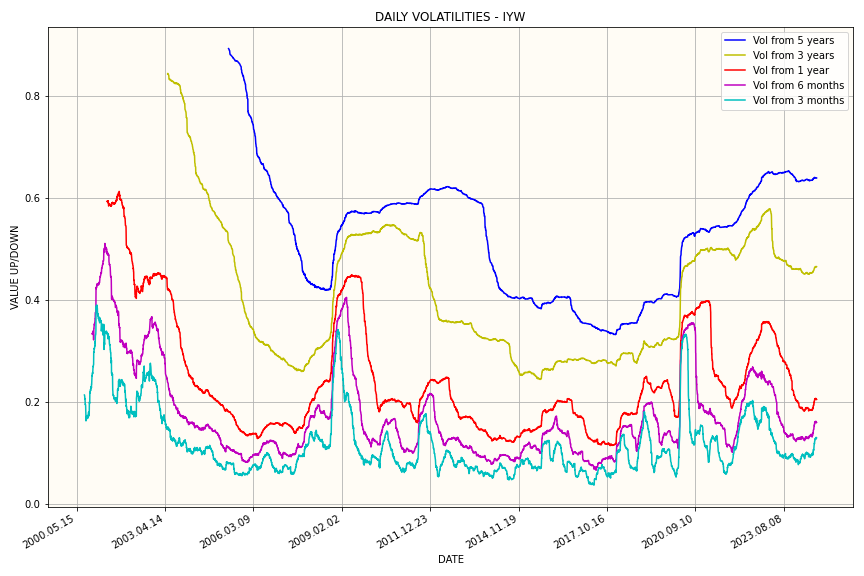 DAILY VOLATILITIES - IYW
Vol from 5 years
Vol from 3 years
Vol from 1 year
Vol from 6 months
Vol from 3 months
VALUE UP/DOWN
0.8
0.6
0.4
0.2
0.0
2000.05.15
2003.04.14
2006.03.09
2009.02.02
2011.12.23
2014.11.19
2017.10.16
2020.09.10
2023.08.08
DATE